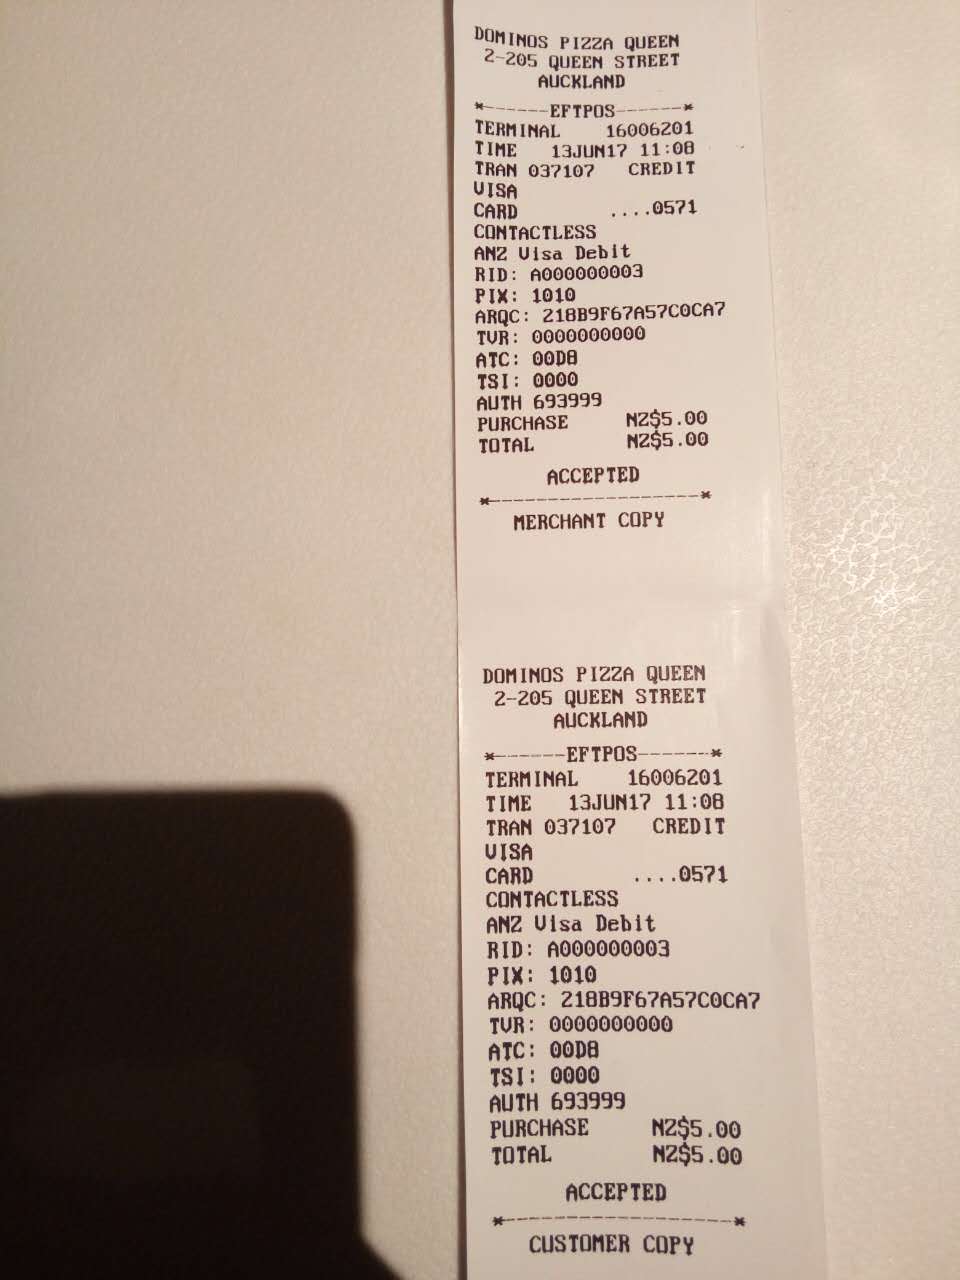 DOMINOS PIZZA QUEEN
2-205 QUEEN STREET
AUCKLAND
*------EFTPOS------*
TERMINAL 16006201
TIME 13JUN17 11:08
TRAN 037107 CREDIT
VISA
CARD ....0571
CONTACTLESS
ANZ Visa Debit
RID: A000000003
PIX: 1010
ARQC: 218B9F67A57C0CA7
TVR: 0000000000
ATC: 00D8
TSI: 0000
AUTH 693999
PURCHASE NZ$5.00
TOTAL NZ$5.00
ACCEPTED
*------------------*
MERCHANT COPY
DOMINOS PIZZA QUEEN
2-205 QUEEN STREET
AUCKLAND
*------EFTPOS------*
TERMINAL 16006201
TIME 13JUN17 11:08
TRAN 037107 CREDIT
VISA
CARD ....0571
CONTACTLESS
ANZ Visa Debit
RID: A000000003
PIX: 1010
ARQC: 218B9F67A57C0CA7
TVR: 0000000000
ATC: 00D8
TSI: 0000
AUTH 693999
PURCHASE NZ$5.00
TOTAL NZ$5.00
ACCEPTED
*------------------*
CUSTOMER COPY